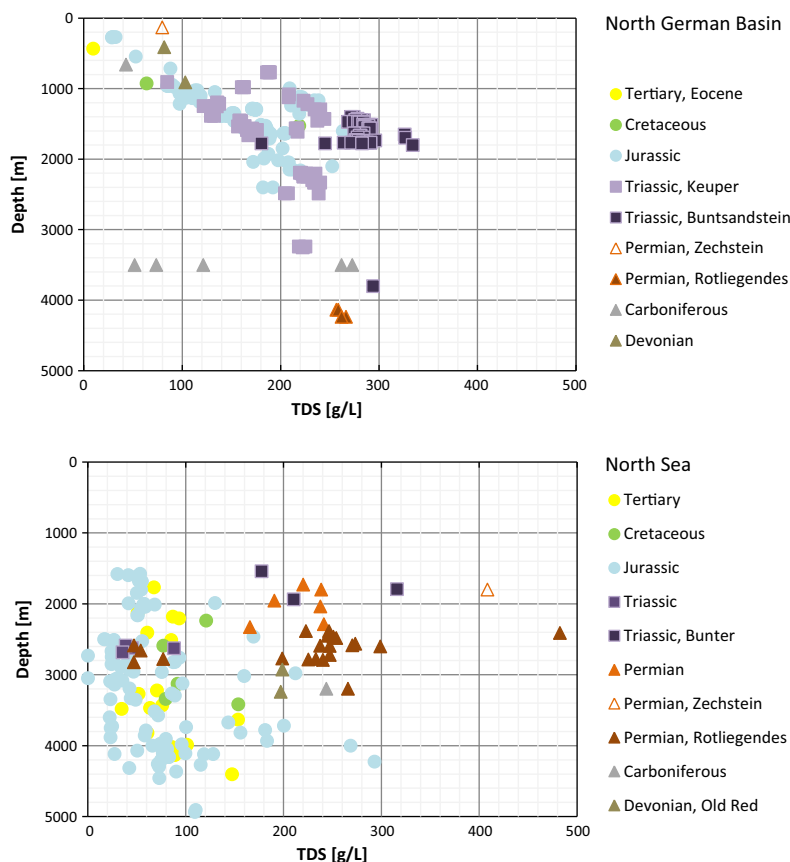 North German Basin
0
1000
2000
3000
4000
5000
Depth [m]
0 100 200 300 400 500
TDS [g/L]
Tertiary, Eocene
Cretaceous
Jurassic
Triassic, Keuper
Triassic, Buntsandstein
Permian, Zechstein
Permian, Rotliegendes
Carboniferous
Devonian
North Sea
0
1000
2000
3000
4000
5000
Depth [m]
0 100 200 300 400 500
TDS [g/L]
Tertiary
Cretaceous
Jurassic
Triassic
Triassic, Bunter
Permian
Permian, Zechstein
Permian, Rotliegendes
Carboniferous
Devonian, Old Red